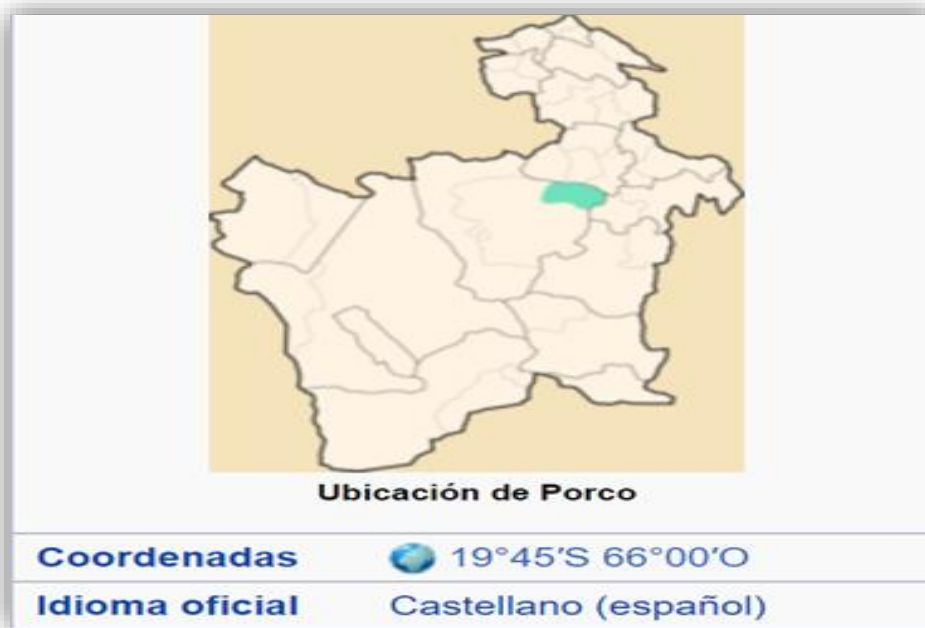 Ubicación de Porco
Coordenadas 19°45′S 66°00′O
Idioma oficial Castellano (español)